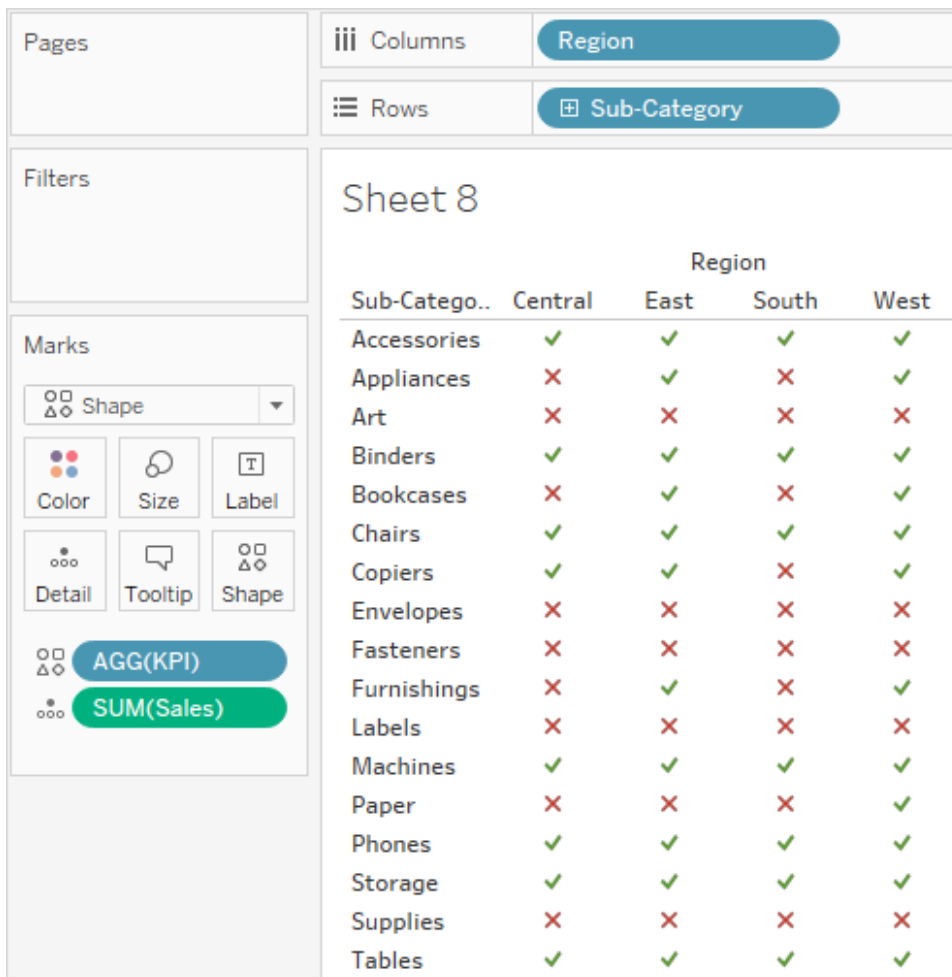 Pages
Columns Region
Rows Sub-Category
Filters
Sheet 8
Region
Sub-Catego.. Central East South West
Marks
Shape
Color Size Label
Detail Tooltip Shape
AGG(KPI)
SUM(Sales)
Accessories
Appliances
Art
Binders
Bookcases
Chairs
Copiers
Envelopes
Fasteners
Furnishings
Labels
Machines
Paper
Phones
Storage
Supplies
Tables